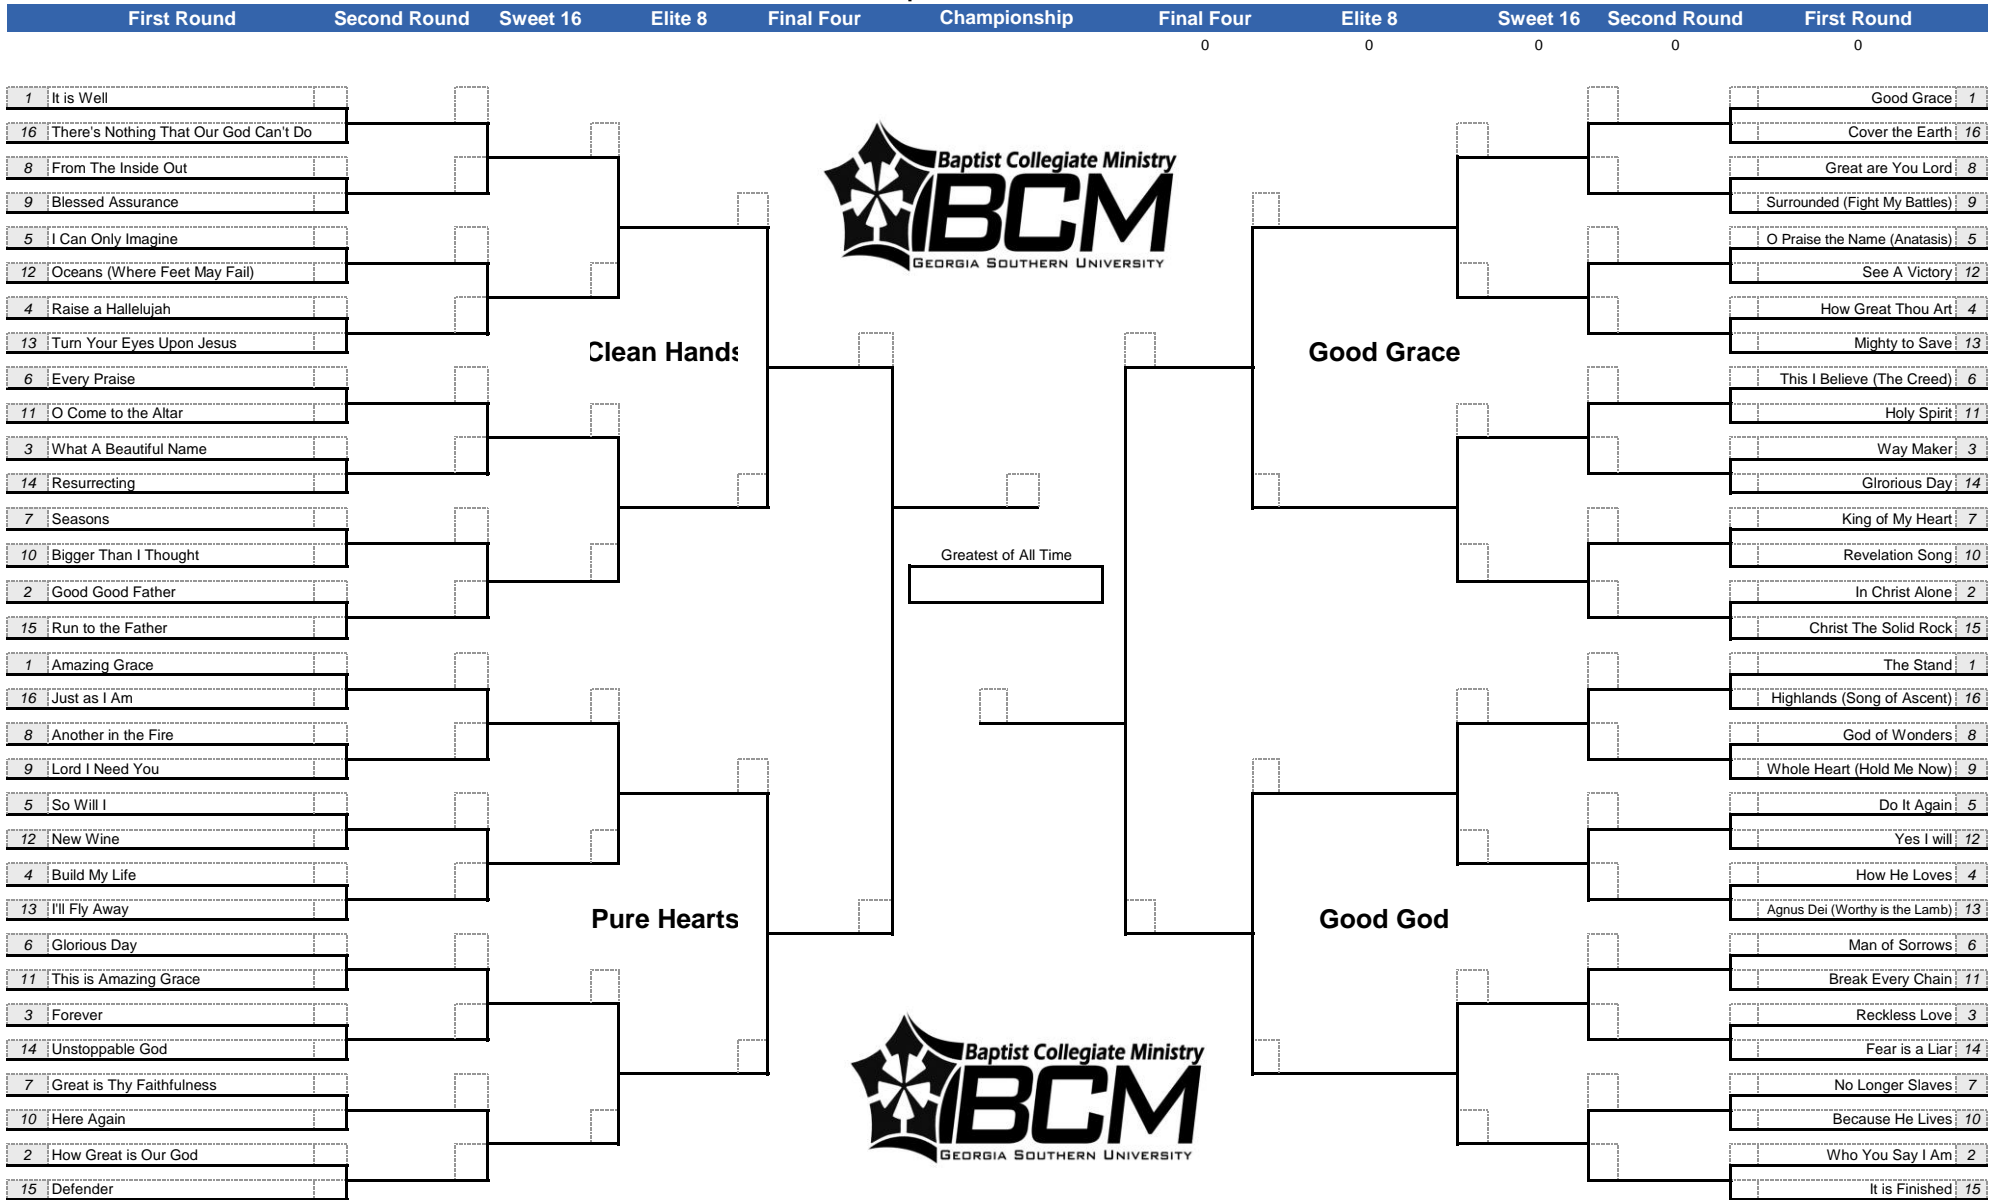 First Round Second Round Sweet 16 Elite 8 Final Four Championship Final Four Elite 8 Sweet 16 Second Round First Round
0 0 0 0 0
1 It is Well
16 There's Nothing That Our God Can't Do
8 From The Inside Out
9 Blessed Assurance
5 I Can Only Imagine
12 Oceans (Where Feet May Fail)
4 Raise a Hallelujah
13 Turn Your Eyes Upon Jesus
6 Every Praise
11 O Come to the Altar
3 What A Beautiful Name
14 Resurrecting
7 Seasons
10 Bigger Than I Thought
2 Good Good Father
15 Run to the Father
Clean Hands
1 Amazing Grace
16 Just as I Am
8 Another in the Fire
9 Lord I Need You
5 So Will I
12 New Wine
4 Build My Life
13 I'll Fly Away
6 Glorious Day
11 This is Amazing Grace
3 Forever
14 Unstoppable God
7 Great is Thy Faithfulness
10 Here Again
2 How Great is Our God
15 Defender
Pure Hearts
Baptist Collegiate Ministry
BCM
GEORGIA SOUTHERN UNIVERSITY
Greatest of All Time
Baptist Collegiate Ministry
BCM
GEORGIA SOUTHERN UNIVERSITY
Good Grace
Good Grace 1
Cover the Earth 16
Great are You Lord 8
Surrounded (Fight My Battles) 9
O Praise the Name (Anatasis) 5
See A Victory 12
How Great Thou Art 4
Mighty to Save 13
This I Believe (The Creed) 6
Holy Spirit 11
Way Maker 3
Glrorious Day 14
King of My Heart 7
Revelation Song 10
In Christ Alone 2
Christ The Solid Rock 15
Good God
The Stand 1
Highlands (Song of Ascent) 16
God of Wonders 8
Whole Heart (Hold Me Now) 9
Do It Again 5
Yes I will 12
How He Loves 4
Agnus Dei (Worthy is the Lamb) 13
Man of Sorrows 6
Break Every Chain 11
Reckless Love 3
Fear is a Liar 14
No Longer Slaves 7
Because He Lives 10
Who You Say I Am 2
It is Finished 15